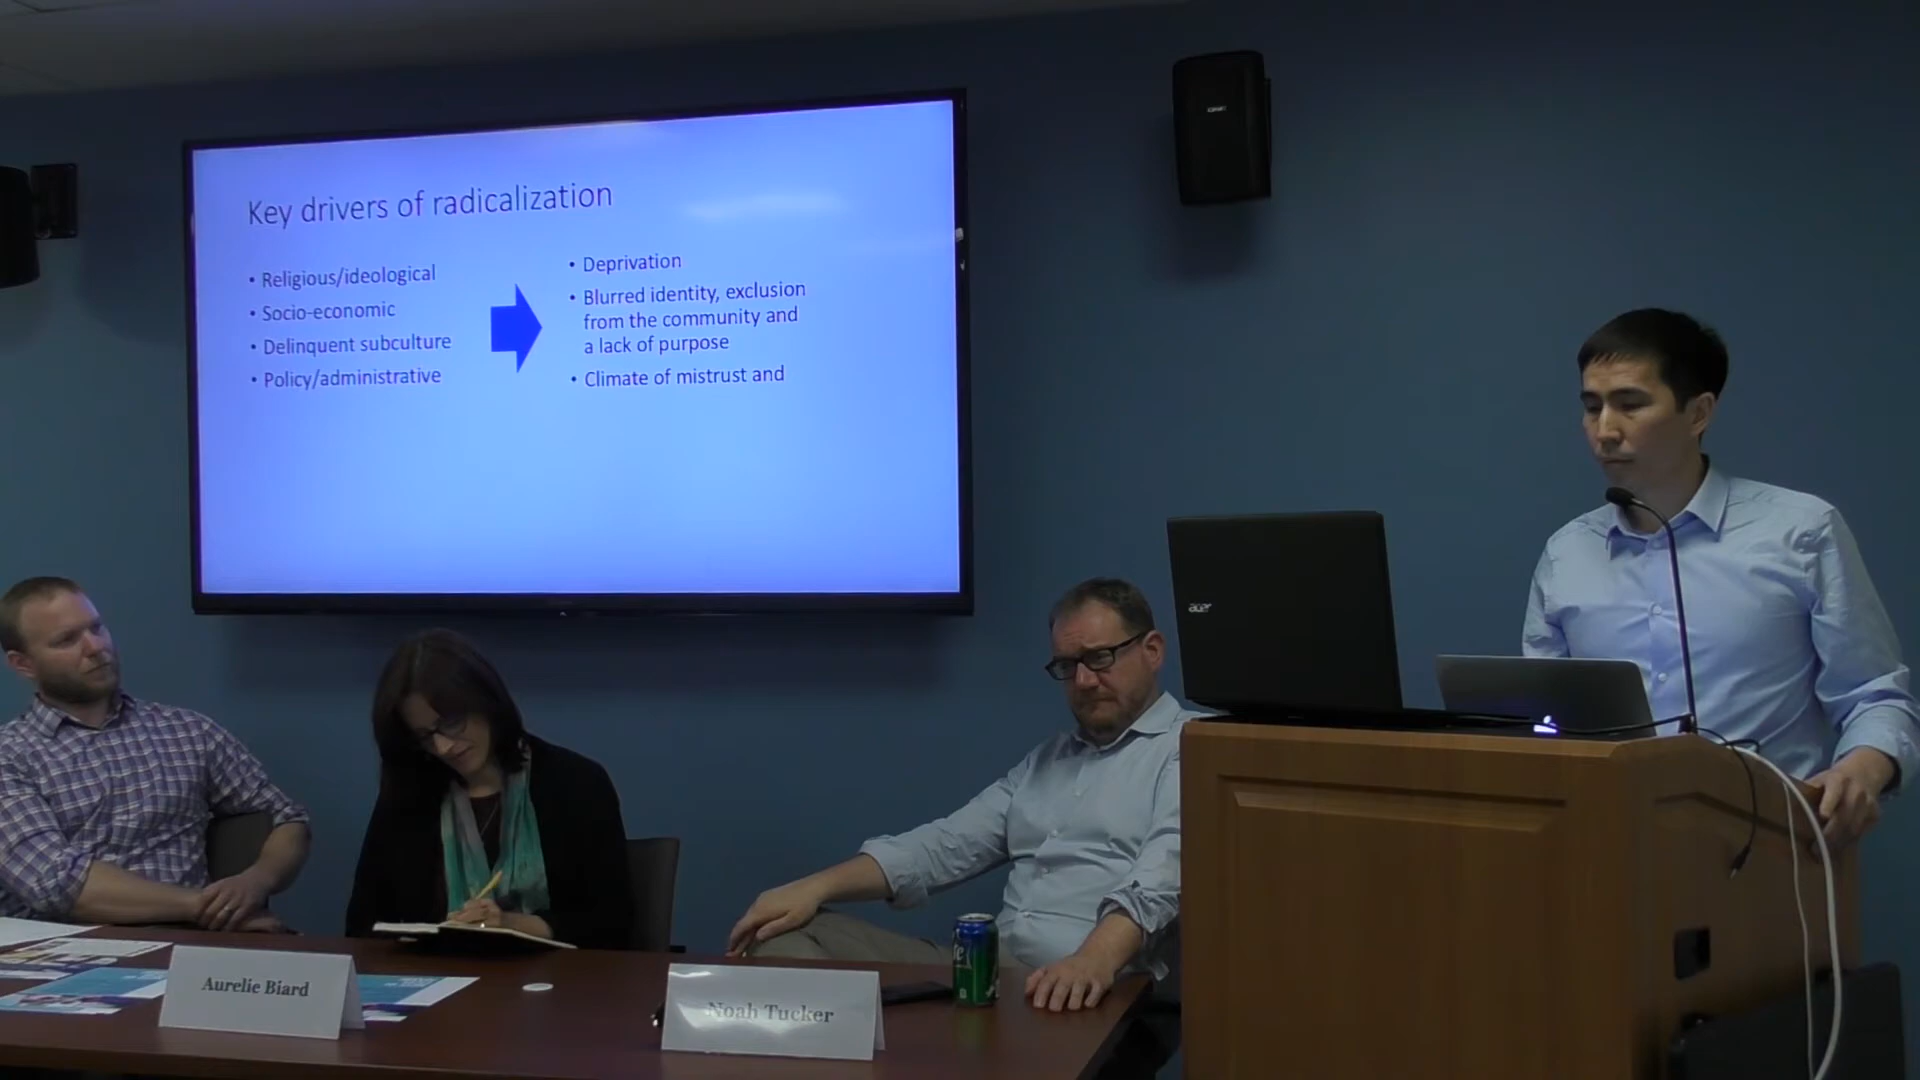 Key drivers of radicalization
• Religious/ideological
• Socio-economic
• Delinquent subculture
• Policy/administrative
• Deprivation
• Blurred identity, exclusion
from the community and
a lack of purpose
• Climate of mistrust and
acer
Aurelie Biard
Noah Tucker